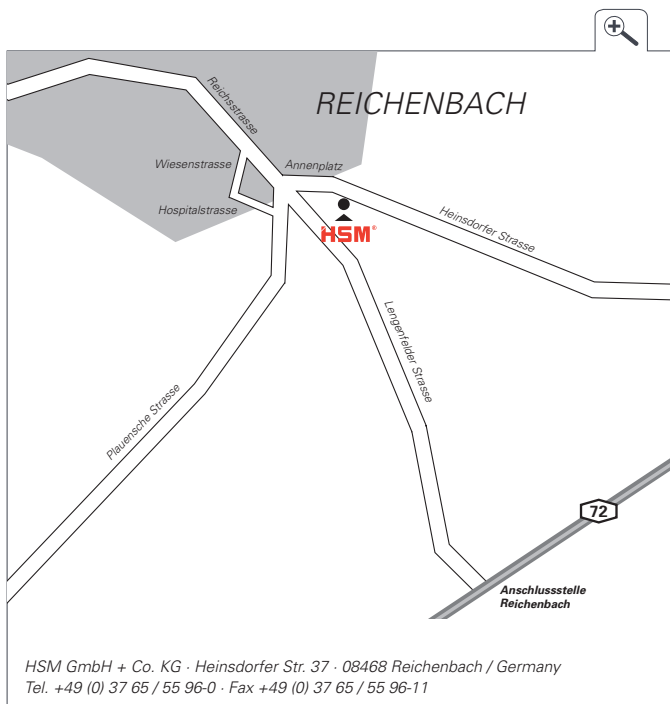 REICHENBACH
Reichsstrasse
Wiesenstrasse
Annenplatz
Hospitalstrasse
HSM®
Heinsdorfer Strasse
Lengenfelder Strasse
Plauensche Strasse
72
Anschlussstelle
Reichenbach
HSM GmbH + Co. KG · Heinsdorfer Str. 37 · 08468 Reichenbach / Germany
Tel. +49 (0) 37 65 / 55 96-0 · Fax +49 (0) 37 65 / 55 96-11